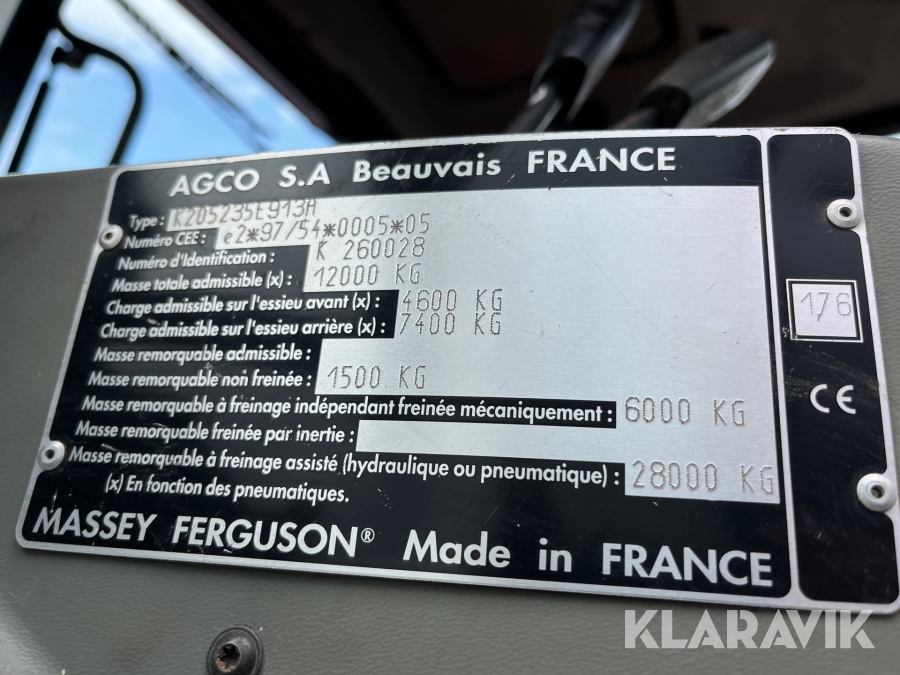 AGCO S.A Beauvais FRANCE
Type : K205235E913A
Numéro CEE : e2*97/54*0005*05
Numéro d'Identification : K 260028
Masse totale admissible (x) : 12000 KG
Charge admissible sur l'essieu avant (x) : 4600 KG
Charge admissible sur l'essieu arrière (x) : 7400 KG
Masse remorquable admissible :
Masse remorquable non freinée : 1500 KG
Masse remorquable à freinage indépendant freinée mécaniquement : 6000 KG
Masse remorquable freinée par inertie :
Masse remorquable à freinage assisté (hydraulique ou pneumatique) : 28000 KG
(x) En fonction des pneumatiques.
MASSEY FERGUSON® Made in FRANCE
176
CE
KLARAVIK